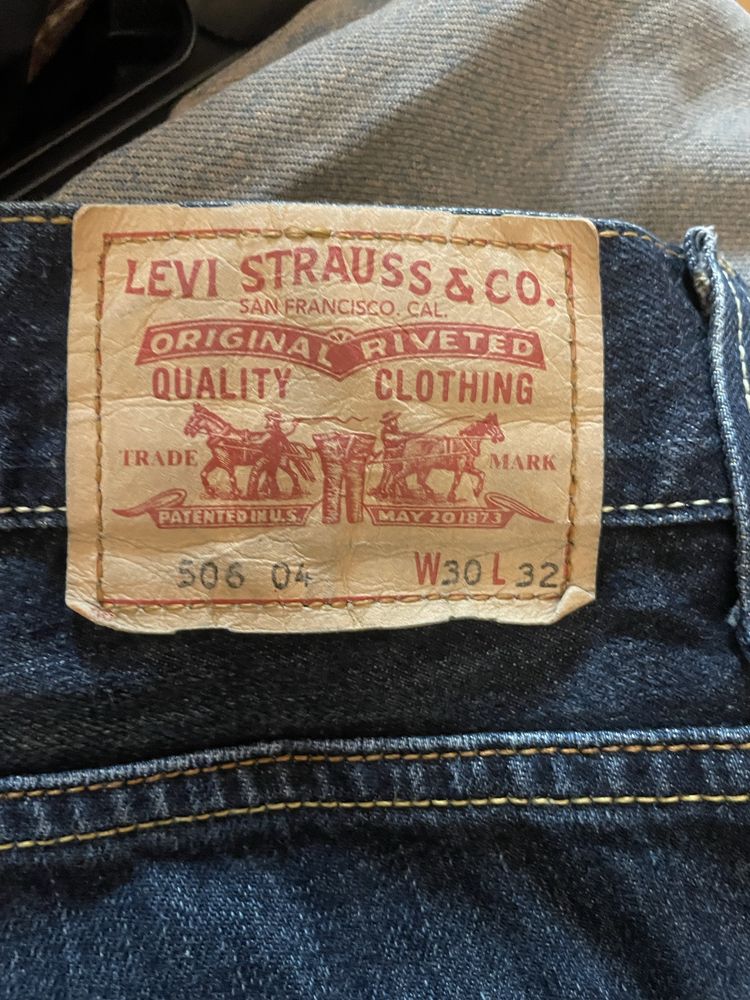 LEVI STRAUSS & CO.
SAN FRANCISCO. CAL.
ORIGINAL RIVETED
QUALITY CLOTHING
TRADE MARK
PATENTED IN U.S. MAY 20 1873
506 04 W30 L 32